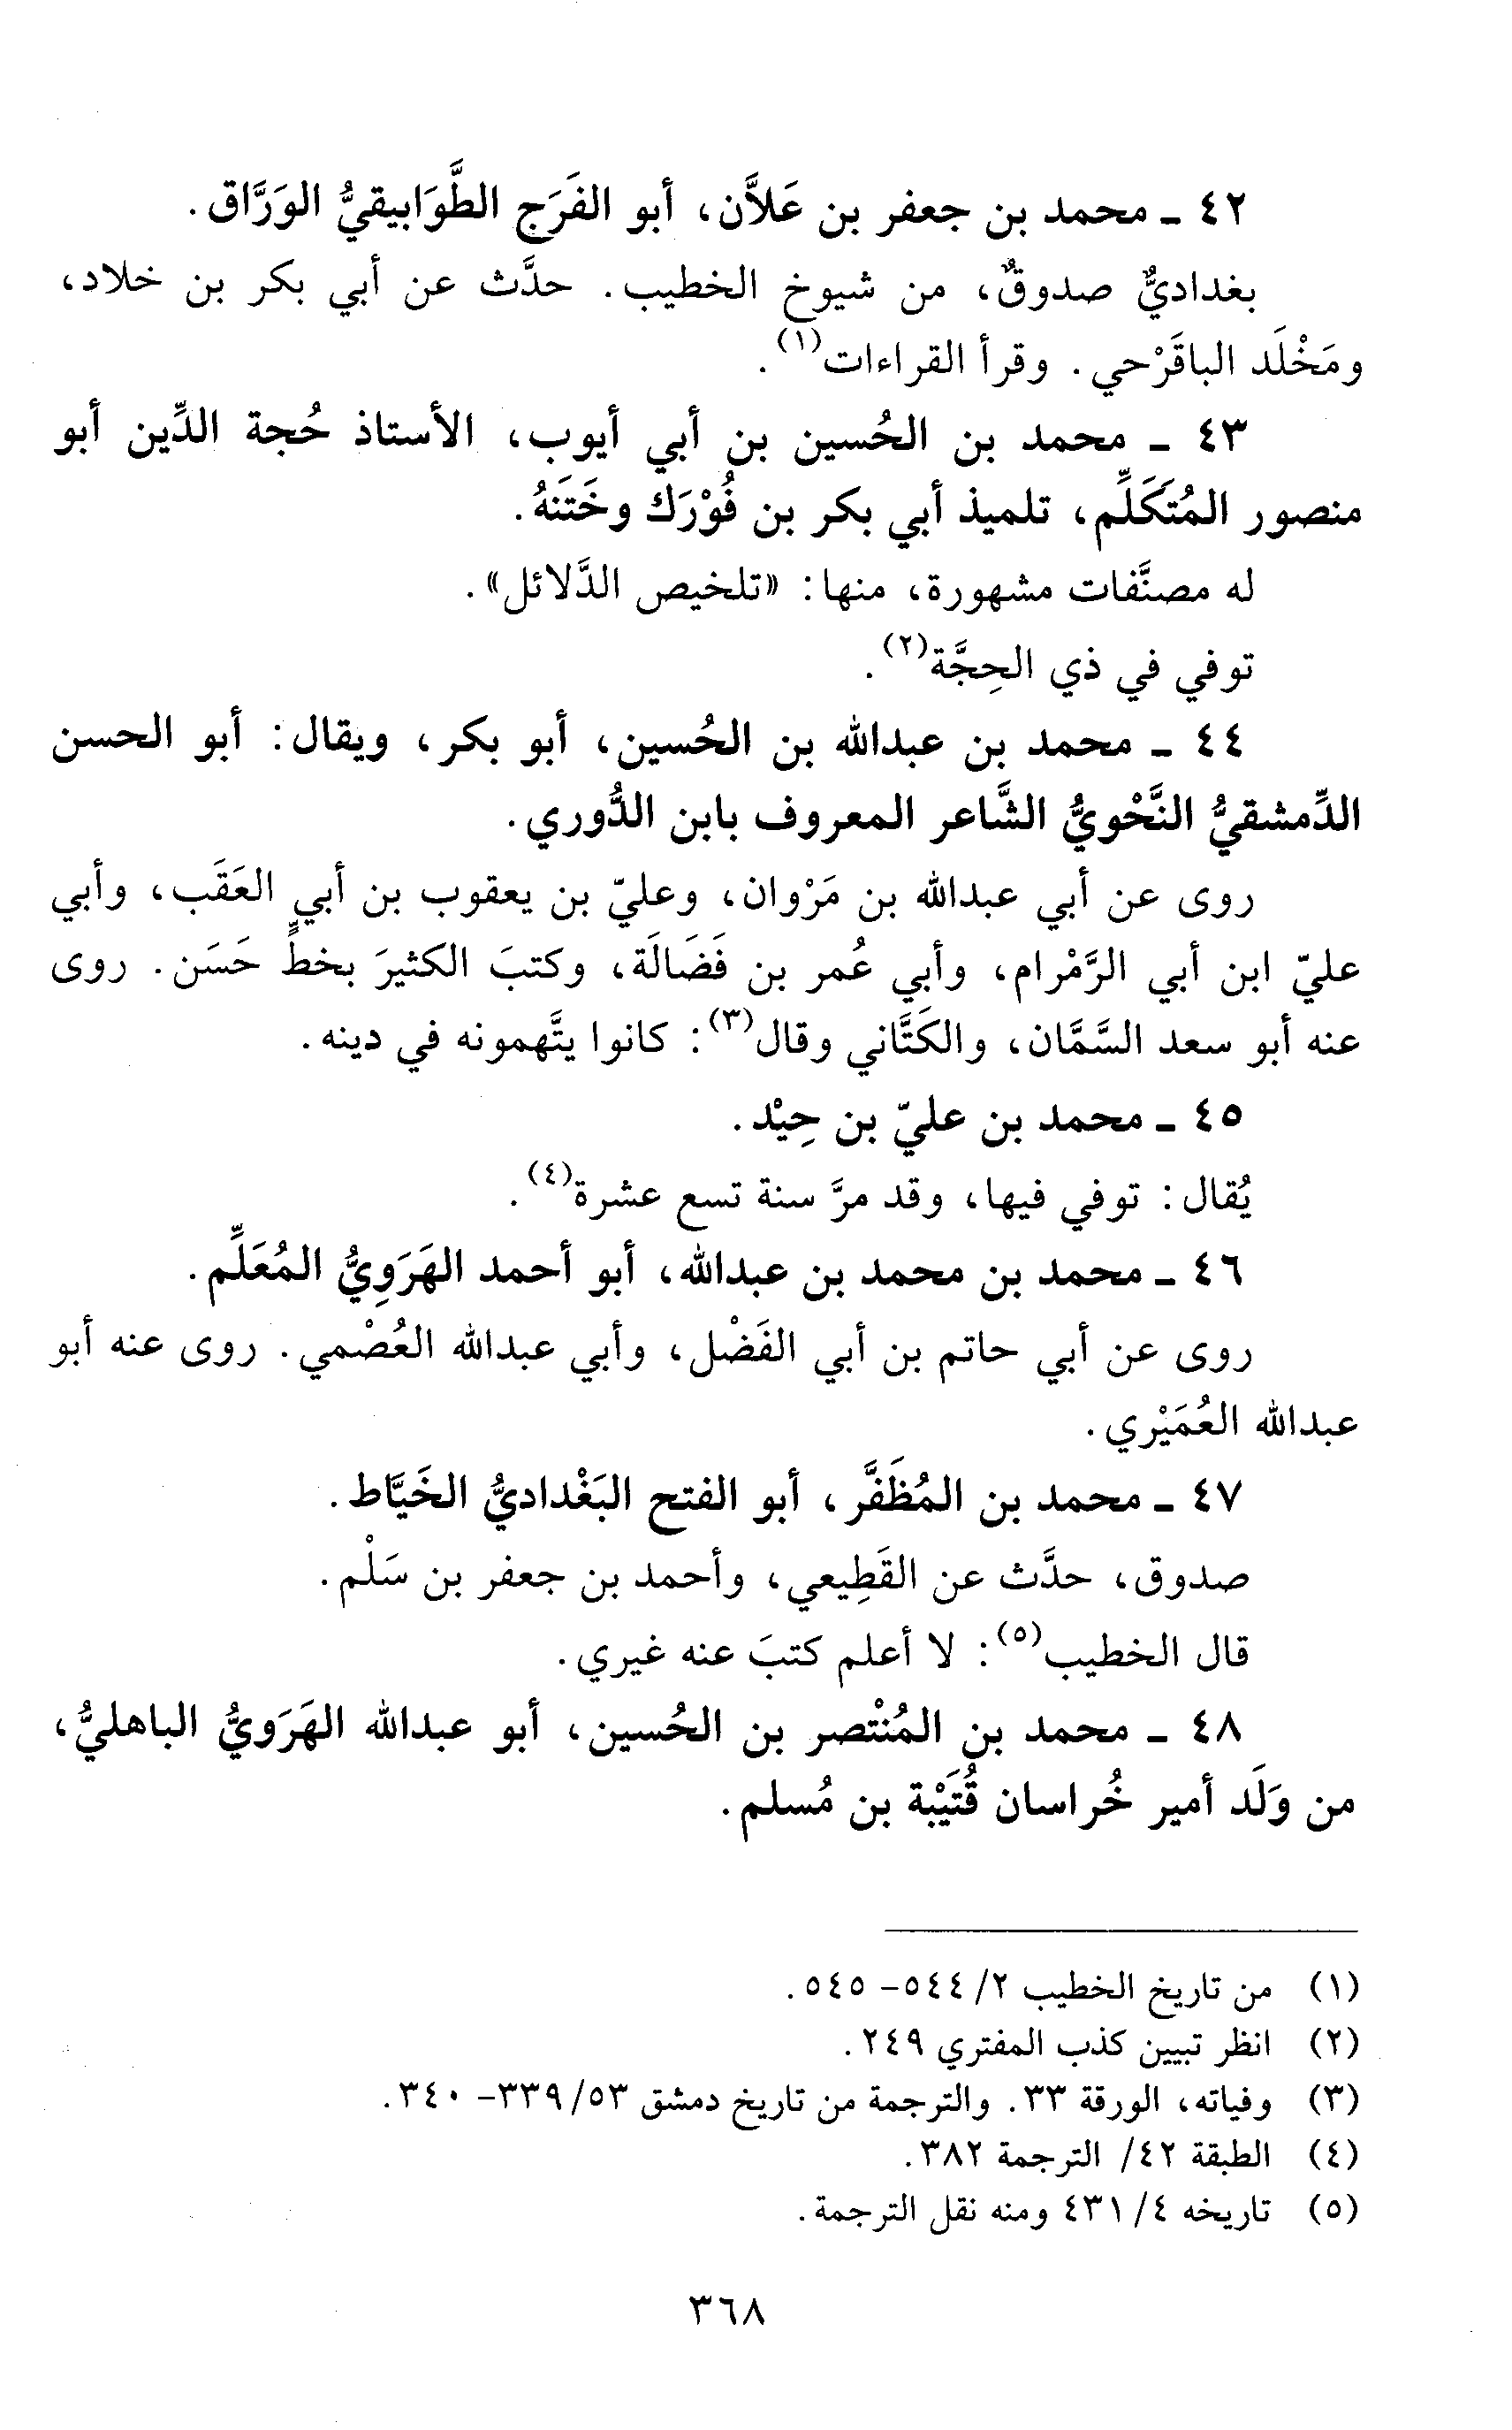 ٤٢ ـ محمد بن جعفر بن عَلاَّن، أبو الفَرَج الطَّوَابيقيُّ الوَرَّاق.
بغداديٌّ صدوقٌ، من شيوخ الخطيب. حدَّث عن أبي بكر بن خلاد،
ومَخْلَد الباقَرْحي. وقرأ القراءات(١).
٤٣ ـ محمد بن الحُسين بن أبي أيوب، الأستاذ حُجة الدِّين أبو
منصور المُتَكَلِّم، تلميذ أبي بكر بن فُوْرَك وخَتَنهُ.
له مصنَّفات مشهورة، منها: «تلخيص الدَّلائل».
توفي في ذي الحِجَّة(٢).
٤٤ ـ محمد بن عبدالله بن الحُسين، أبو بكر، ويقال: أبو الحسن
الدِّمشقيُّ النَّحْويُّ الشَّاعر المعروف بابن الدُّوري.
روى عن أبي عبدالله بن مَرْوان، وعليّ بن يعقوب بن أبي العَقَب، وأبي
عليّ ابن أبي الرَّمْرام، وأبي عُمر بن فَضَالَة، وكتبَ الكثيرَ بخطٍّ حَسَن. روى
عنه أبو سعد السَّمَّان، والكَتَّاني وقال(٣): كانوا يتَّهمونه في دينه.
٤٥ ـ محمد بن عليّ بن حِيْد.
يُقال: توفي فيها، وقد مرَّ سنة تسع عشرة(٤).
٤٦ ـ محمد بن محمد بن عبدالله، أبو أحمد الهَرَوِيُّ المُعَلِّم.
روى عن أبي حاتم بن أبي الفَضْل، وأبي عبدالله العُصْمي. روى عنه أبو
عبدالله العُمَيْري.
٤٧ ـ محمد بن المُظَفَّر، أبو الفتح البَغْداديُّ الخَيَّاط.
صدوق، حدَّث عن القَطِيعي، وأحمد بن جعفر بن سَلْم.
قال الخطيب(٥): لا أعلم كتبَ عنه غيري.
٤٨ ـ محمد بن المُنْتصر بن الحُسين، أبو عبدالله الهَرَويُّ الباهليُّ،
من وَلَد أمير خُراسان قُتَيْبة بن مُسلم.
(١) من تاريخ الخطيب ٢/ ٥٤٤- ٥٤٥.
(٢) انظر تبيين كذب المفتري ٢٤٩.
(٣) وفياته، الورقة ٣٣. والترجمة من تاريخ دمشق ٥٣/ ٣٣٩- ٣٤٠.
(٤) الطبقة ٤٢/ الترجمة ٣٨٢.
(٥) تاريخه ٤/ ٤٣١ ومنه نقل الترجمة.
٣٦٨